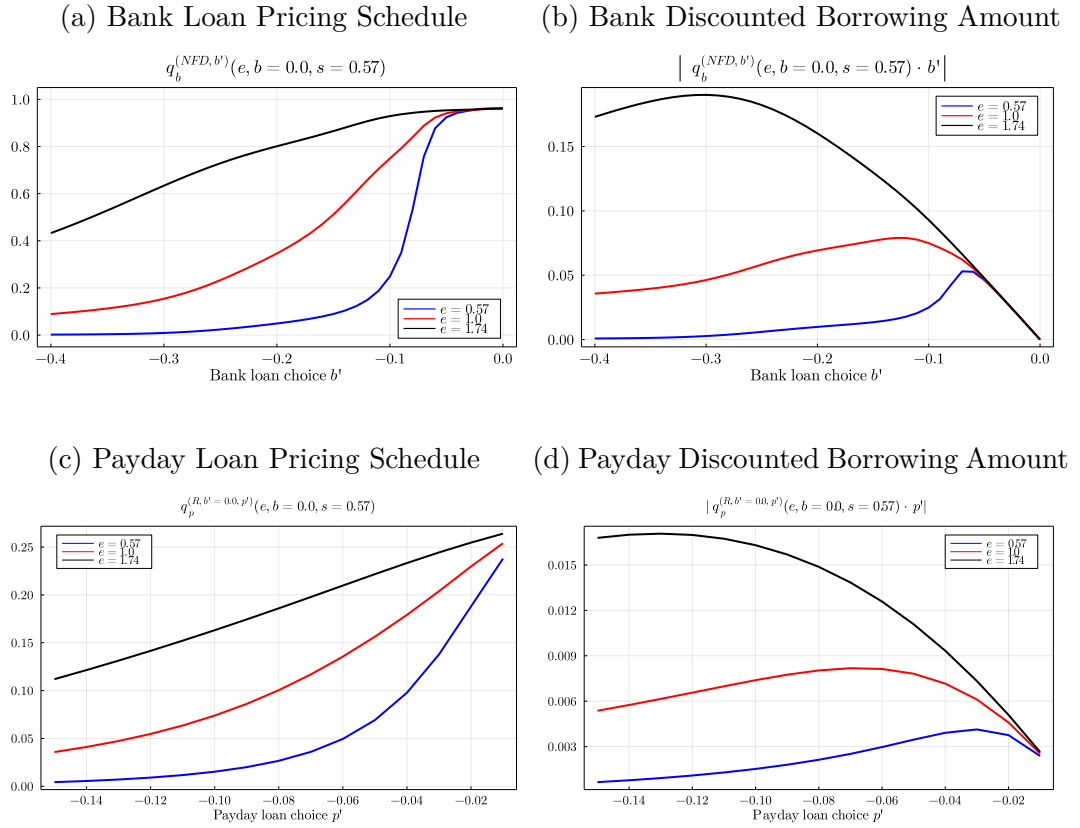 (a) Bank Loan Pricing Schedule
q_b^{(NFD, b')}(e, b = 0.0, s = 0.57)
1.0
0.8
0.6
0.4
0.2
0.0
e = 0.57
e = 1.0
e = 1.74
−0.4 −0.3 −0.2 −0.1 0.0
Bank loan choice b'
(b) Bank Discounted Borrowing Amount
| q_b^{(NFD, b')}(e, b = 0.0, s = 0.57) · b'|
0.15
0.10
0.05
0.00
e = 0.57
e = 1.0
e = 1.74
−0.4 −0.3 −0.2 −0.1 0.0
Bank loan choice b'
(c) Payday Loan Pricing Schedule
q_p^{(R, b' = 0.0, p')}(e, b = 0.0, s = 0.57)
0.25
0.20
0.15
0.10
0.05
0.00
e = 0.57
e = 1.0
e = 1.74
−0.14 −0.12 −0.10 −0.08 −0.06 −0.04 −0.02
Payday loan choice p'
(d) Payday Discounted Borrowing Amount
| q_p^{(R, b' = 0.0, p')}(e, b = 0.0, s = 0.57) · p'|
0.015
0.012
0.009
0.006
0.003
e = 0.57
e = 1.0
e = 1.74
−0.14 −0.12 −0.10 −0.08 −0.06 −0.04 −0.02
Payday loan choice p'